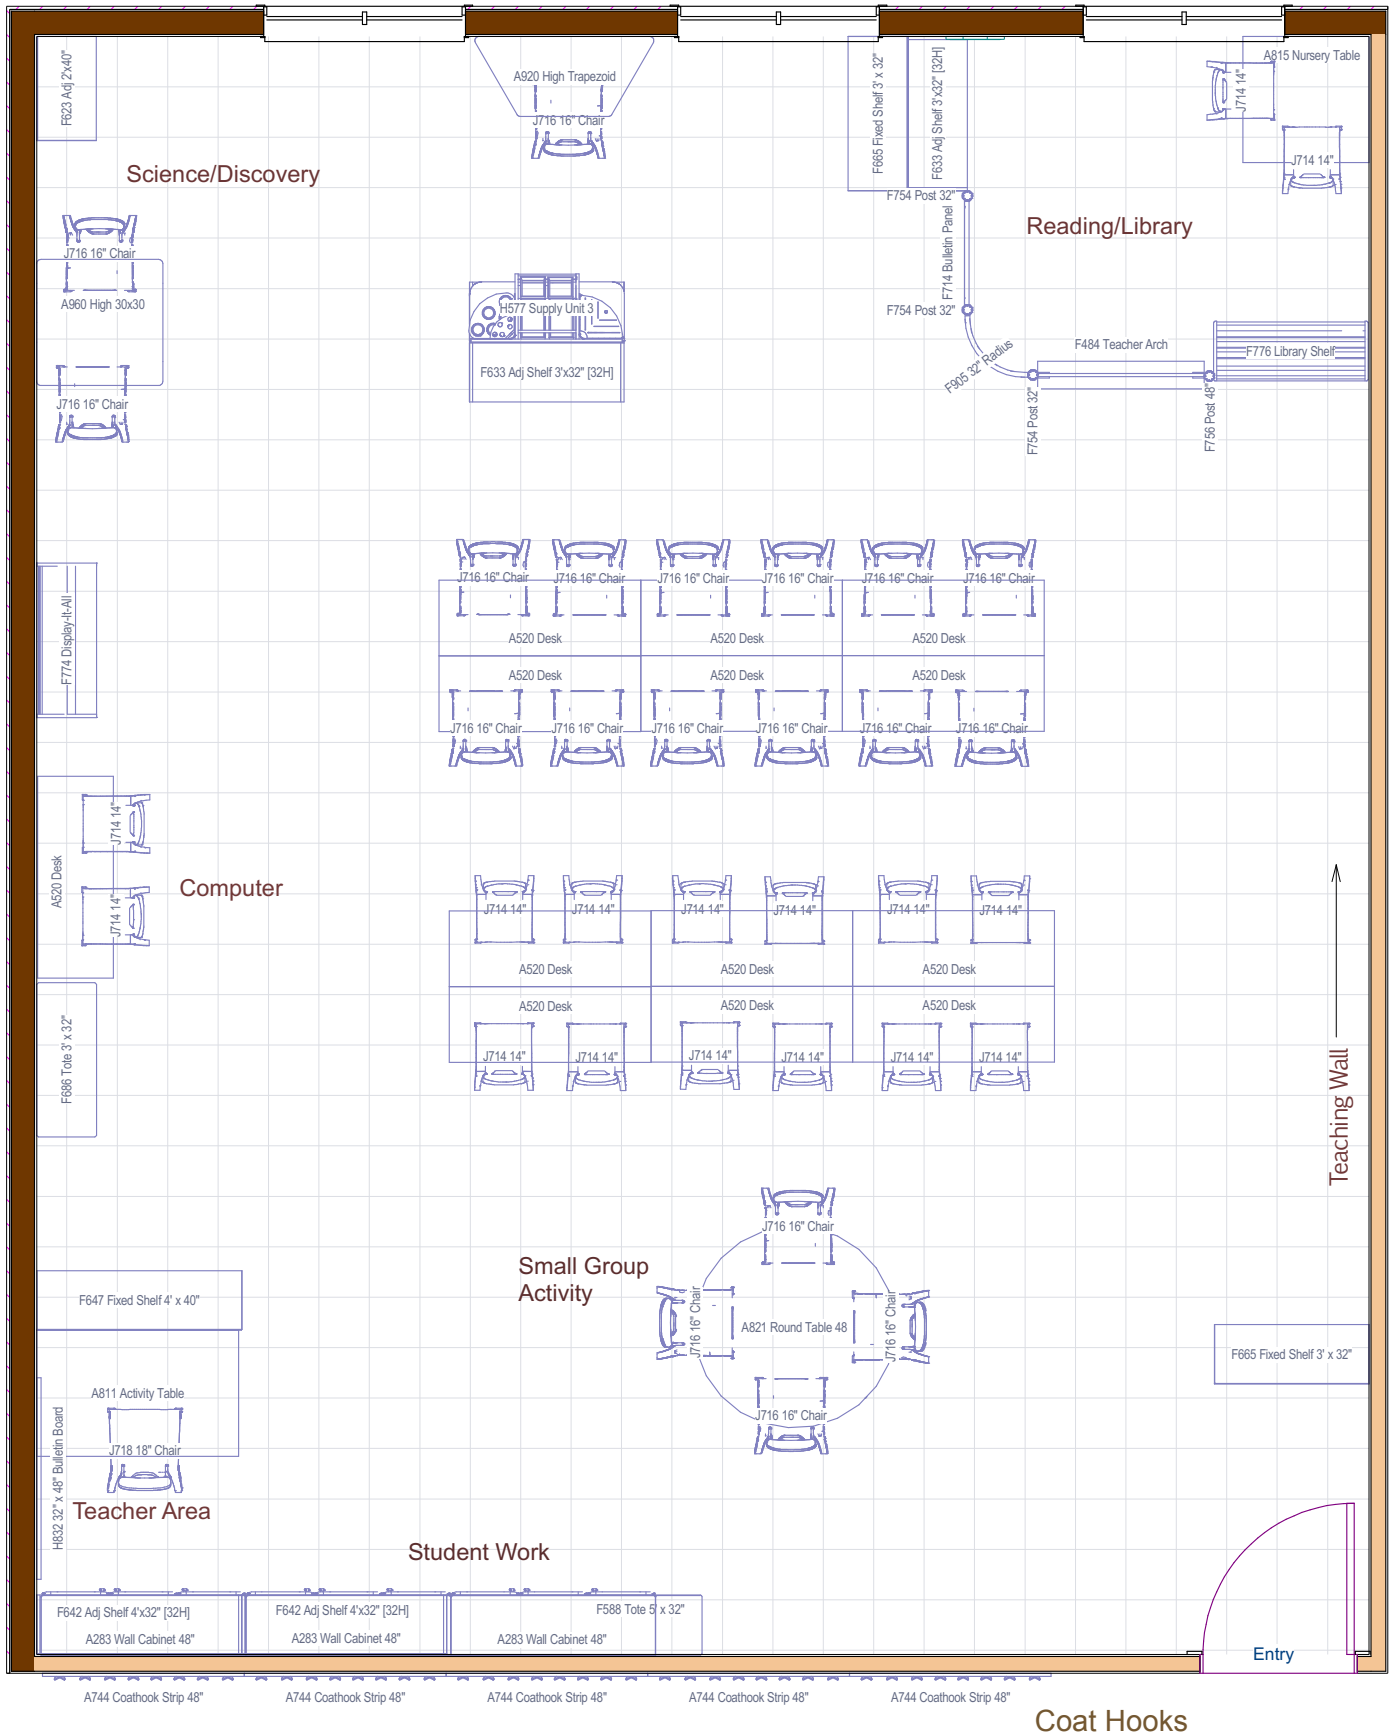 F623 Adj 2'x40"
A920 High Trapezoid
J716 16" Chair
F665 Fixed Shelf 3' x 32"
F633 Adj Shelf 3'x32" [32H]
A815 Nursery Table
J714 14"
J714 14"
Science/Discovery
F754 Post 32"
Reading/Library
F714 Bulletin Panel
J716 16" Chair
A960 High 30x30
H577 Supply Unit 3
F754 Post 32"
F484 Teacher Arch
F776 Library Shelf
F905 32" Radius
F633 Adj Shelf 3'x32" [32H]
J716 16" Chair
F754 Post 32"
F756 Post 48"
J716 16" Chair
J716 16" Chair
J716 16" Chair
J716 16" Chair
J716 16" Chair
J716 16" Chair
F774 Display-It-All
A520 Desk
A520 Desk
A520 Desk
A520 Desk
A520 Desk
A520 Desk
J716 16" Chair
J716 16" Chair
J716 16" Chair
J716 16" Chair
J716 16" Chair
J716 16" Chair
J714 14"
A520 Desk
Computer
J714 14"
J714 14"
J714 14"
J714 14"
J714 14"
J714 14"
J714 14"
A520 Desk
A520 Desk
A520 Desk
A520 Desk
A520 Desk
A520 Desk
J714 14"
J714 14"
J714 14"
J714 14"
J714 14"
J714 14"
F686 Tote 3' x 32"
Teaching Wall
J716 16" Chair
Small Group
Activity
F647 Fixed Shelf 4' x 40"
J716 16" Chair
A821 Round Table 48
J716 16" Chair
F665 Fixed Shelf 3' x 32"
A811 Activity Table
J716 16" Chair
J718 18" Chair
H832 32" x 48" Bulletin Board
Teacher Area
Student Work
F642 Adj Shelf 4'x32" [32H]
F642 Adj Shelf 4'x32" [32H]
F588 Tote 5' x 32"
A283 Wall Cabinet 48"
A283 Wall Cabinet 48"
A283 Wall Cabinet 48"
Entry
A744 Coathook Strip 48"
A744 Coathook Strip 48"
A744 Coathook Strip 48"
A744 Coathook Strip 48"
A744 Coathook Strip 48"
Coat Hooks